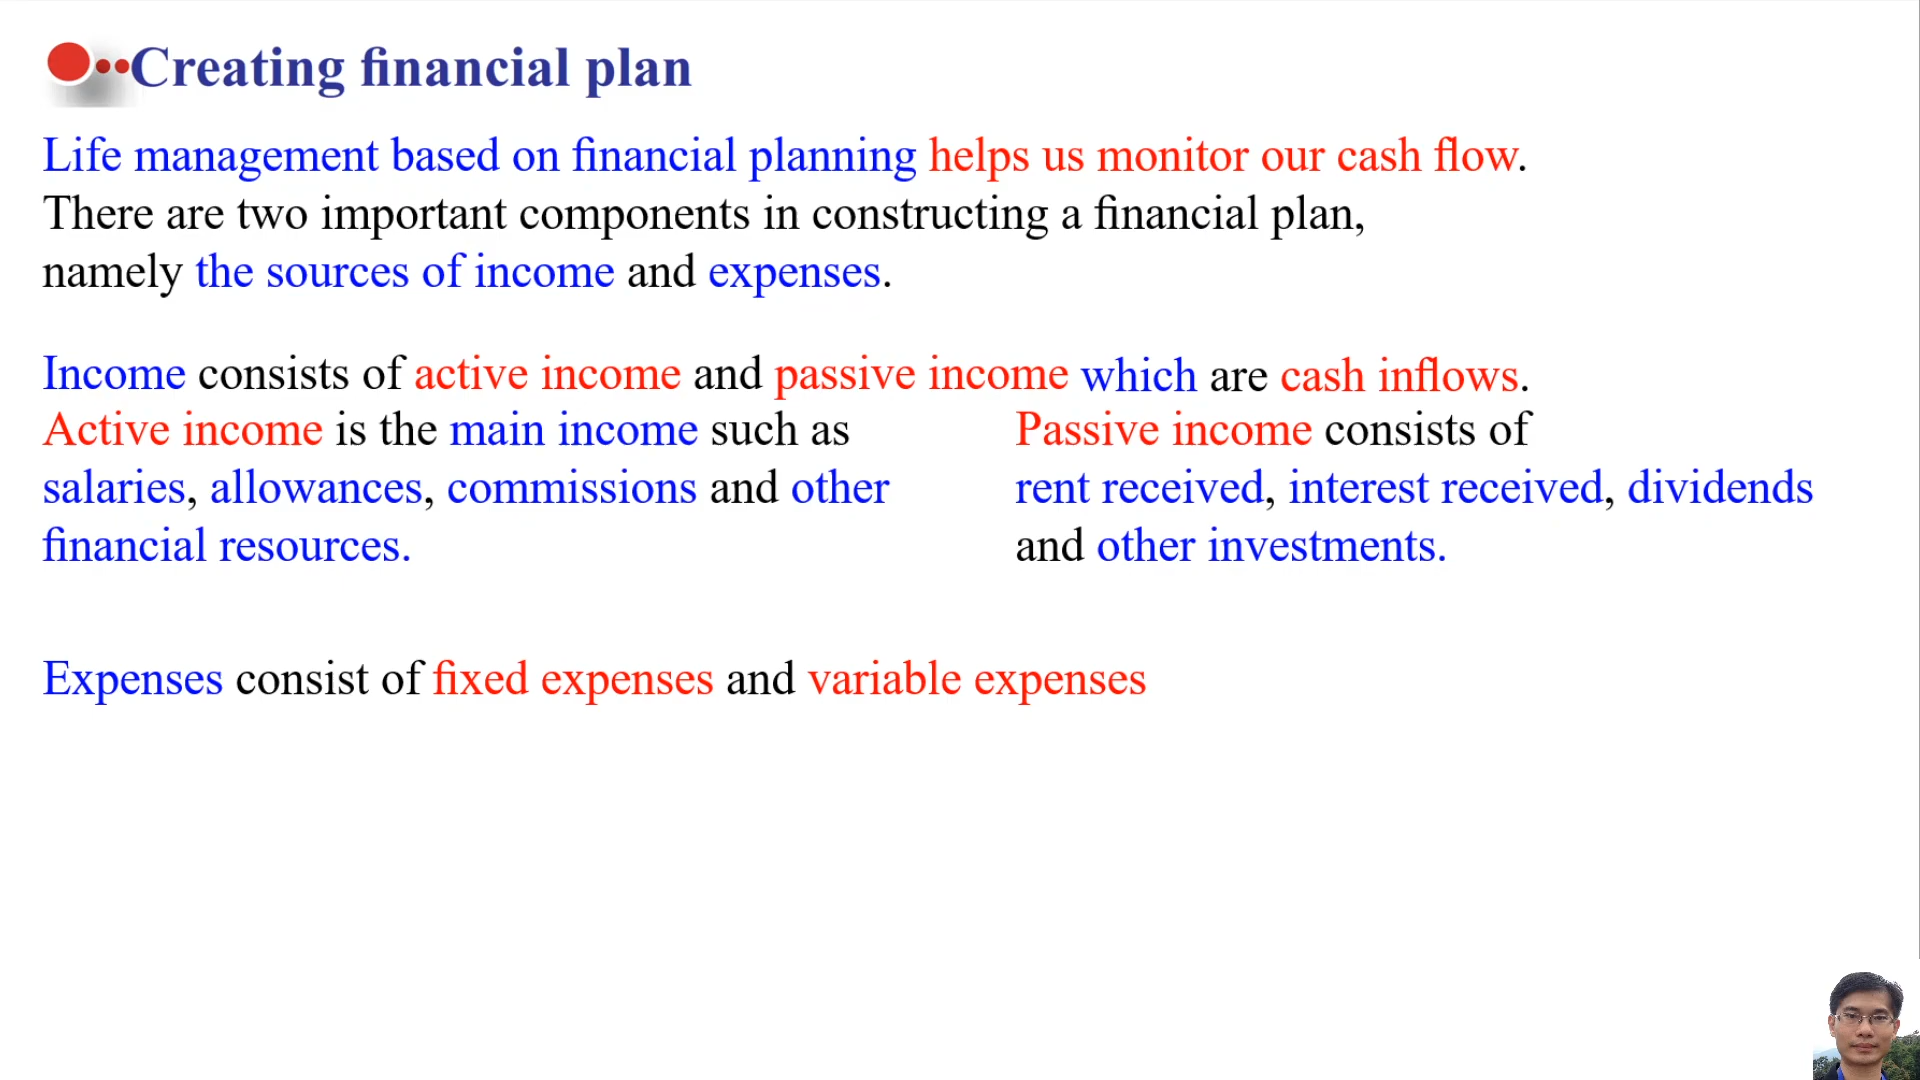 Creating financial plan
Life management based on financial planning helps us monitor our cash flow.
There are two important components in constructing a financial plan,
namely the sources of income and expenses.
Income consists of active income and passive income which are cash inflows.
Active income is the main income such as
salaries, allowances, commissions and other
financial resources.
Passive income consists of
rent received, interest received, dividends
and other investments.
Expenses consist of fixed expenses and variable expenses